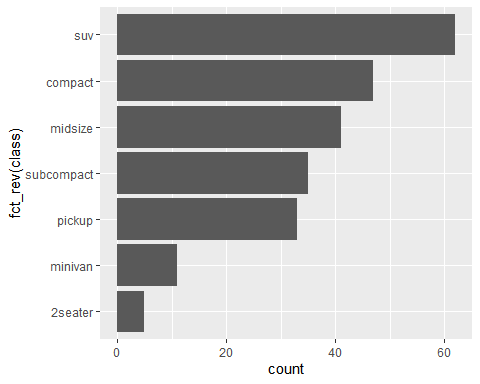 suv
compact
midsize
subcompact
pickup
minivan
2seater
fct_rev(class)
0 20 40 60
count